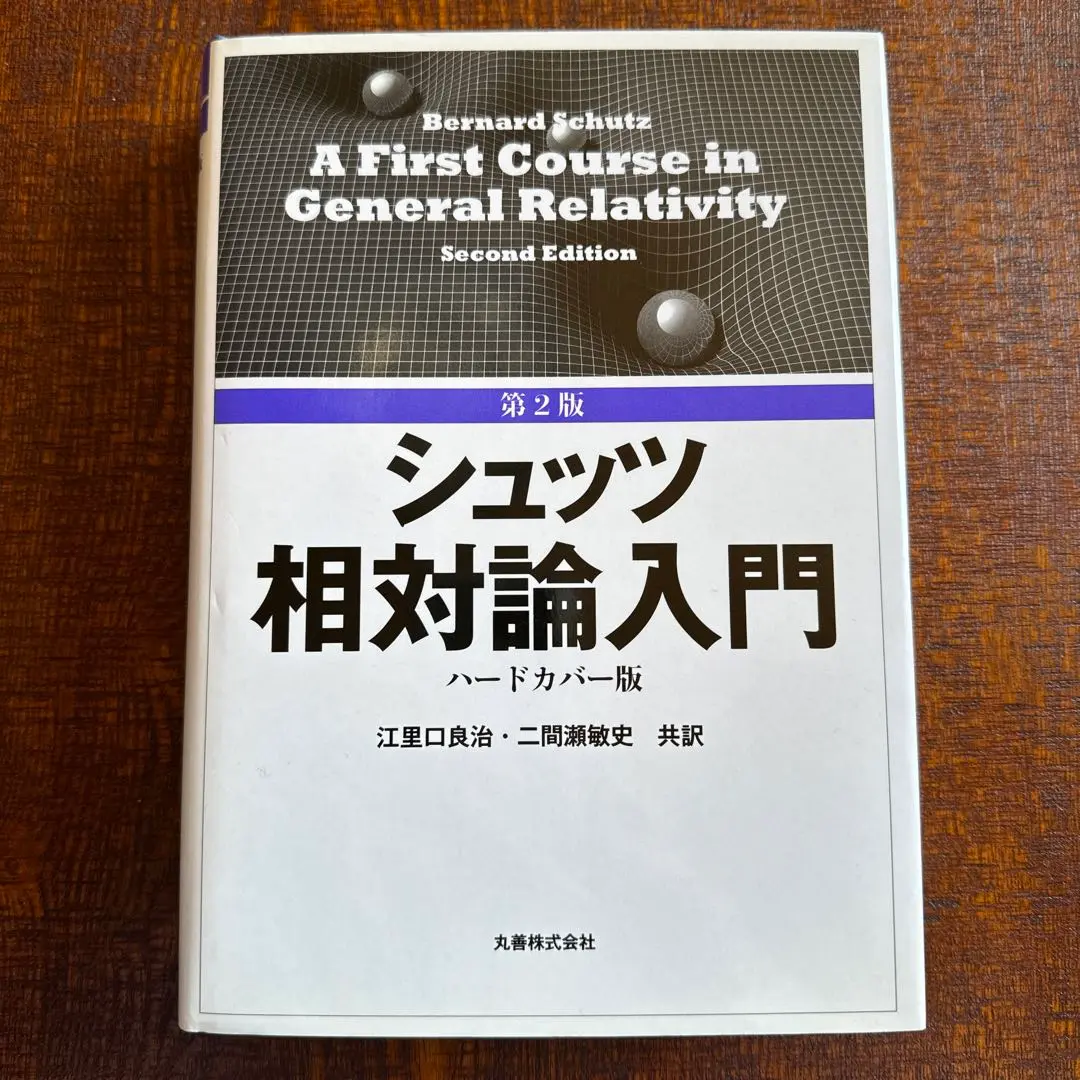 Bernard Schutz
A First Course in
General Relativity
Second Edition
第2版
シュッツ
相対論入門
ハードカバー版
江里口良治・二間瀬敏史 共訳
丸善株式会社